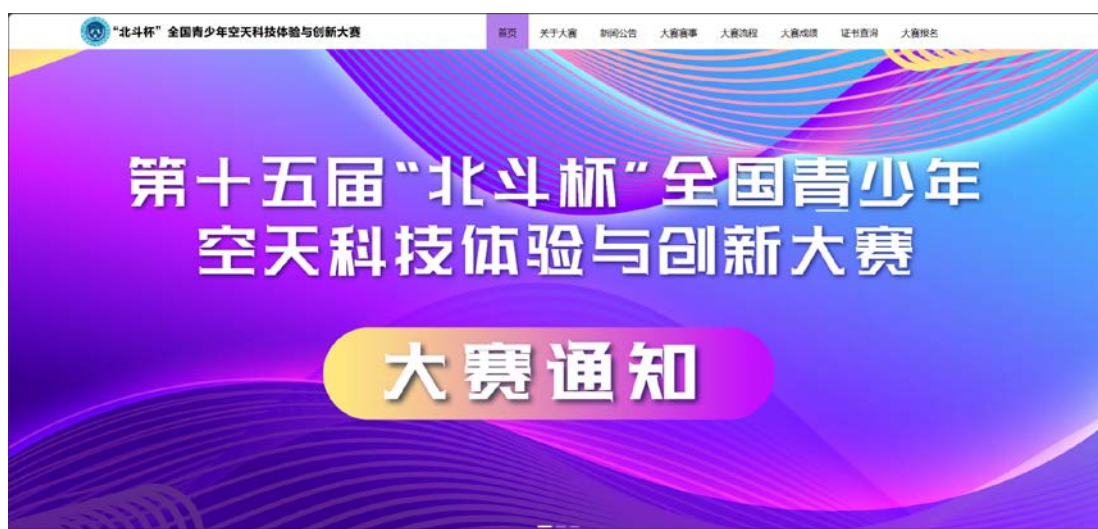 “北斗杯”全国青少年空天科技体验与创新大赛
首页 关于大赛 新闻公告 大赛赛事 大赛流程 大赛成绩 证书查询 大赛报名
第十五届“北斗杯”全国青少年
空天科技体验与创新大赛
大赛通知